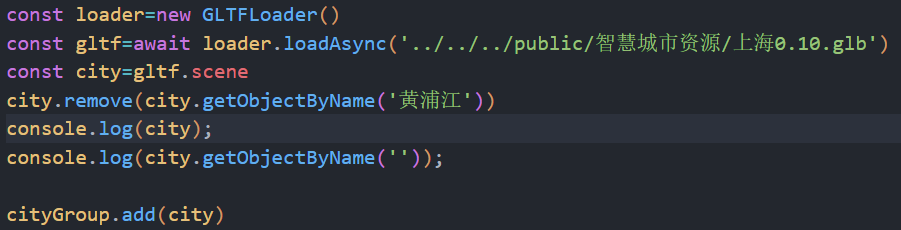 const loader=new GLTFLoader()
const gltf=await loader.loadAsync('../../../public/智慧城市资源/上海0.10.glb')
const city=gltf.scene
city.remove(city.getObjectByName('黄浦江'))
console.log(city);
console.log(city.getObjectByName(''));
cityGroup.add(city)